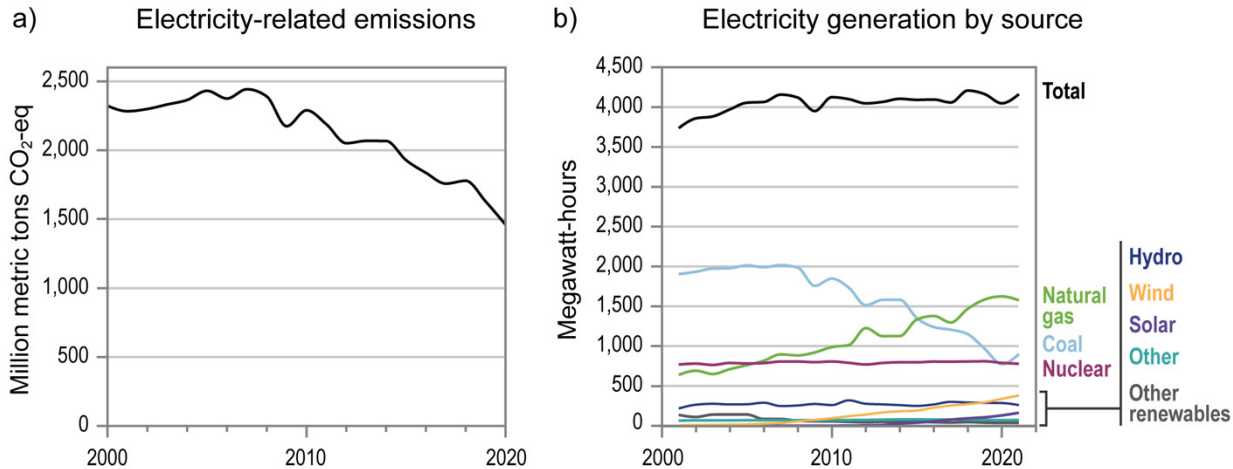 a) Electricity-related emissions
Million metric tons CO₂-eq
2,500
2,000
1,500
1,000
500
0
2000 2010 2020
b) Electricity generation by source
Megawatt-hours
4,500
4,000
3,500
3,000
2,500
2,000
1,500
1,000
500
0
2000 2010 2020
Total
Natural
gas
Coal
Nuclear
Hydro
Wind
Solar
Other
Other
renewables